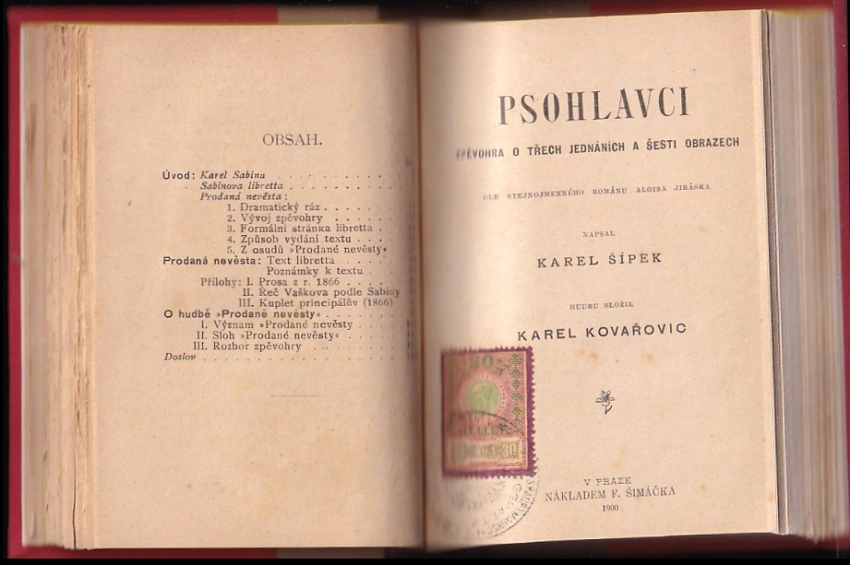 OBSAH.
Úvod: Karel Sabina
Sabinova libretta
Prodaná nevěsta:
1. Dramatický ráz
2. Vývoj zpěvohry
3. Formální stránka libretta
4. Způsob vydání textu
5. Z osudů »Prodané nevěsty«
Prodaná nevěsta: Text libretta
Poznámky k textu
Přílohy: I. Prosa z r. 1866
II. Řeč Vaškova podle Sabiny
III. Kuplet principálův (1866)
O hudbě »Prodané nevěsty«
I. Význam »Prodané nevěsty
II. Sloh »Prodané nevěsty«
III. Rozbor zpěvohry
Doslov
PSOHLAVCI
ZPĚVOHRA O TŘECH JEDNÁNÍCH A ŠESTI OBRAZECH
DLE STEJNOJMENNÉHO ROMÁNU ALOISA JIRÁSKA
NAPSAL
KAREL ŠÍPEK
HUDBU SLOŽIL
KAREL KOVAŘOVIC
V PRAZE
NÁKLADEM F. ŠIMÁČKA
1900